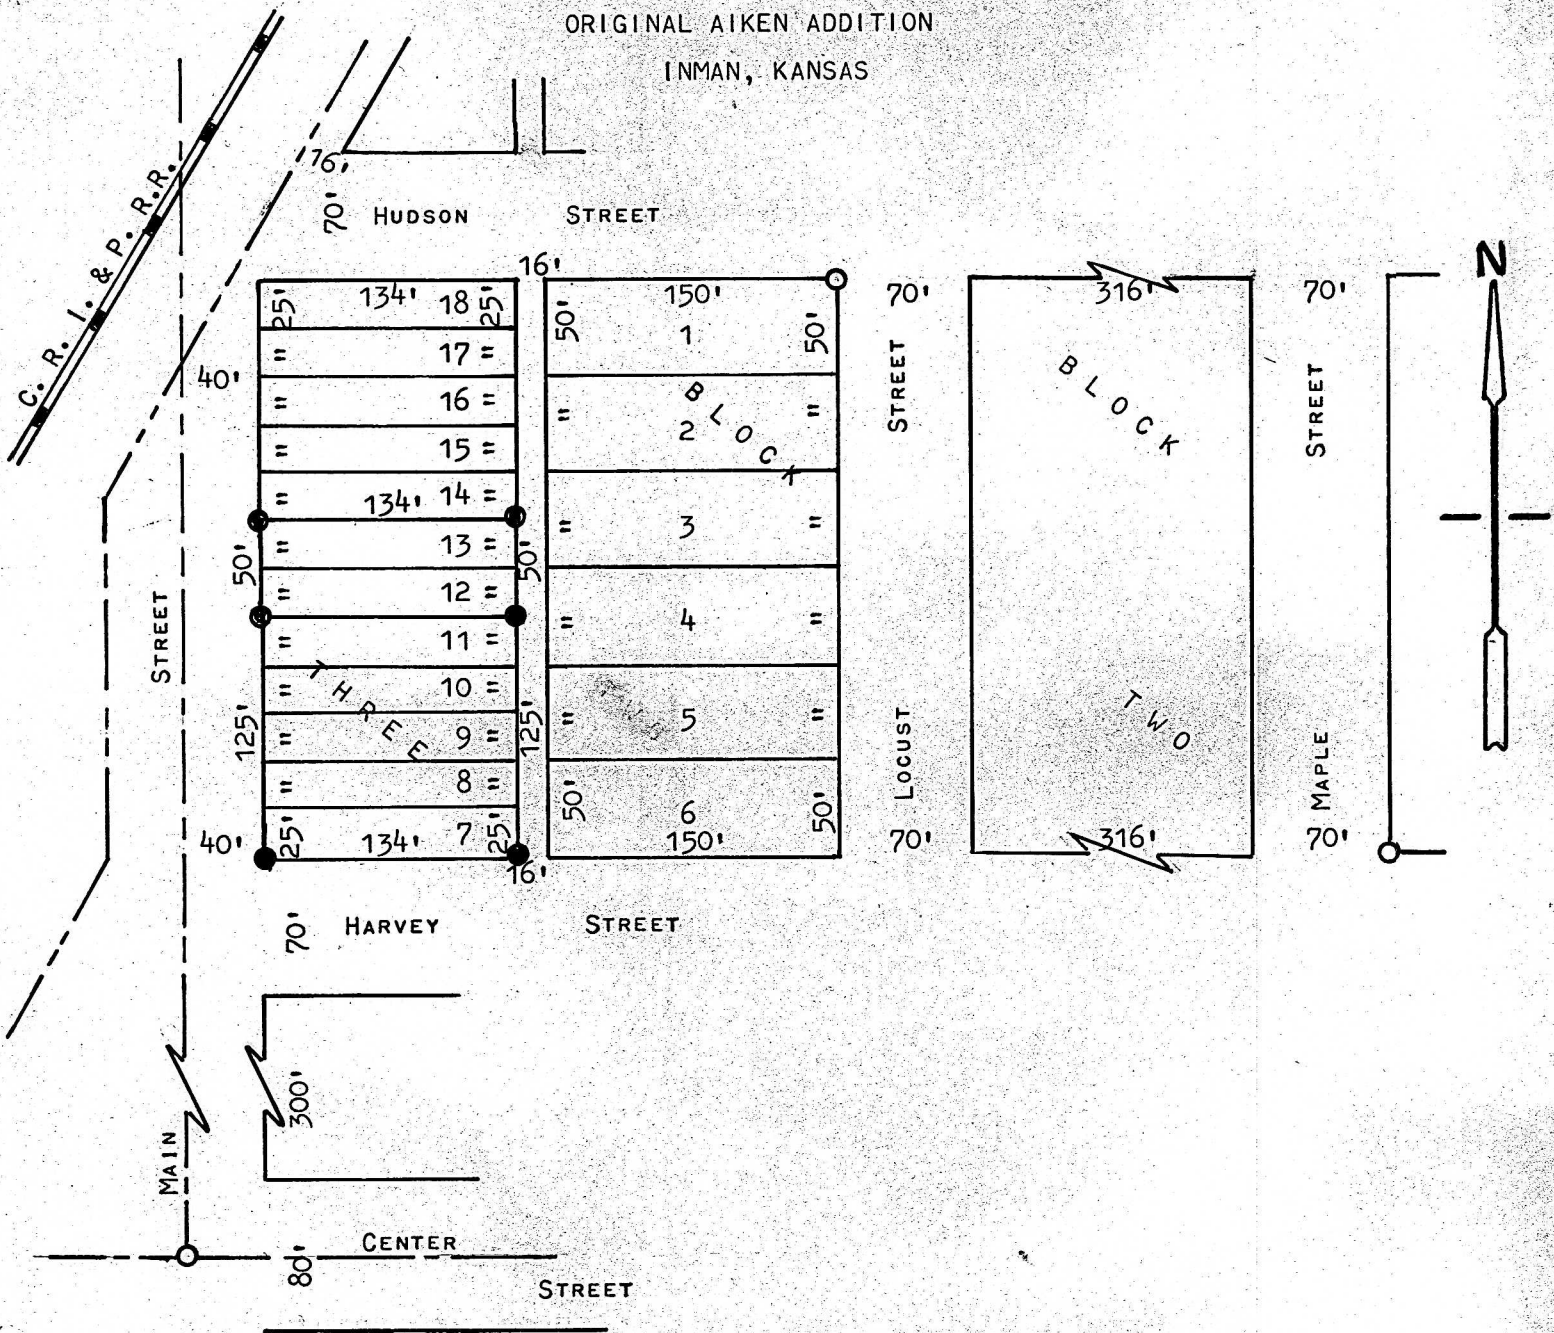 ORIGINAL AIKEN ADDITION
INMAN, KANSAS
C. R. I. & P. R.R.
16'
70'
HUDSON STREET
16'
N
25' 134' 18 25'
50' 150' 50'
1
70'
316'
70'
" 17 "
40'
" 16 "
" 2 "
BLOCK
STREET
BLOCK
STREET
" 15 "
" 134' 14 "
" 3 "
" 13 "
50' 50'
" 12 "
STREET
" 11 "
" 4 "
" 10 "
THREE
125' " 9 " 125'
" 5 "
LOCUST
TWO
MAPLE
" 8 "
50' 6 50'
150'
40' 25' 134' 7 25'
70'
316'
70'
16'
70'
HARVEY STREET
300'
MAIN
CENTER
80'
STREET